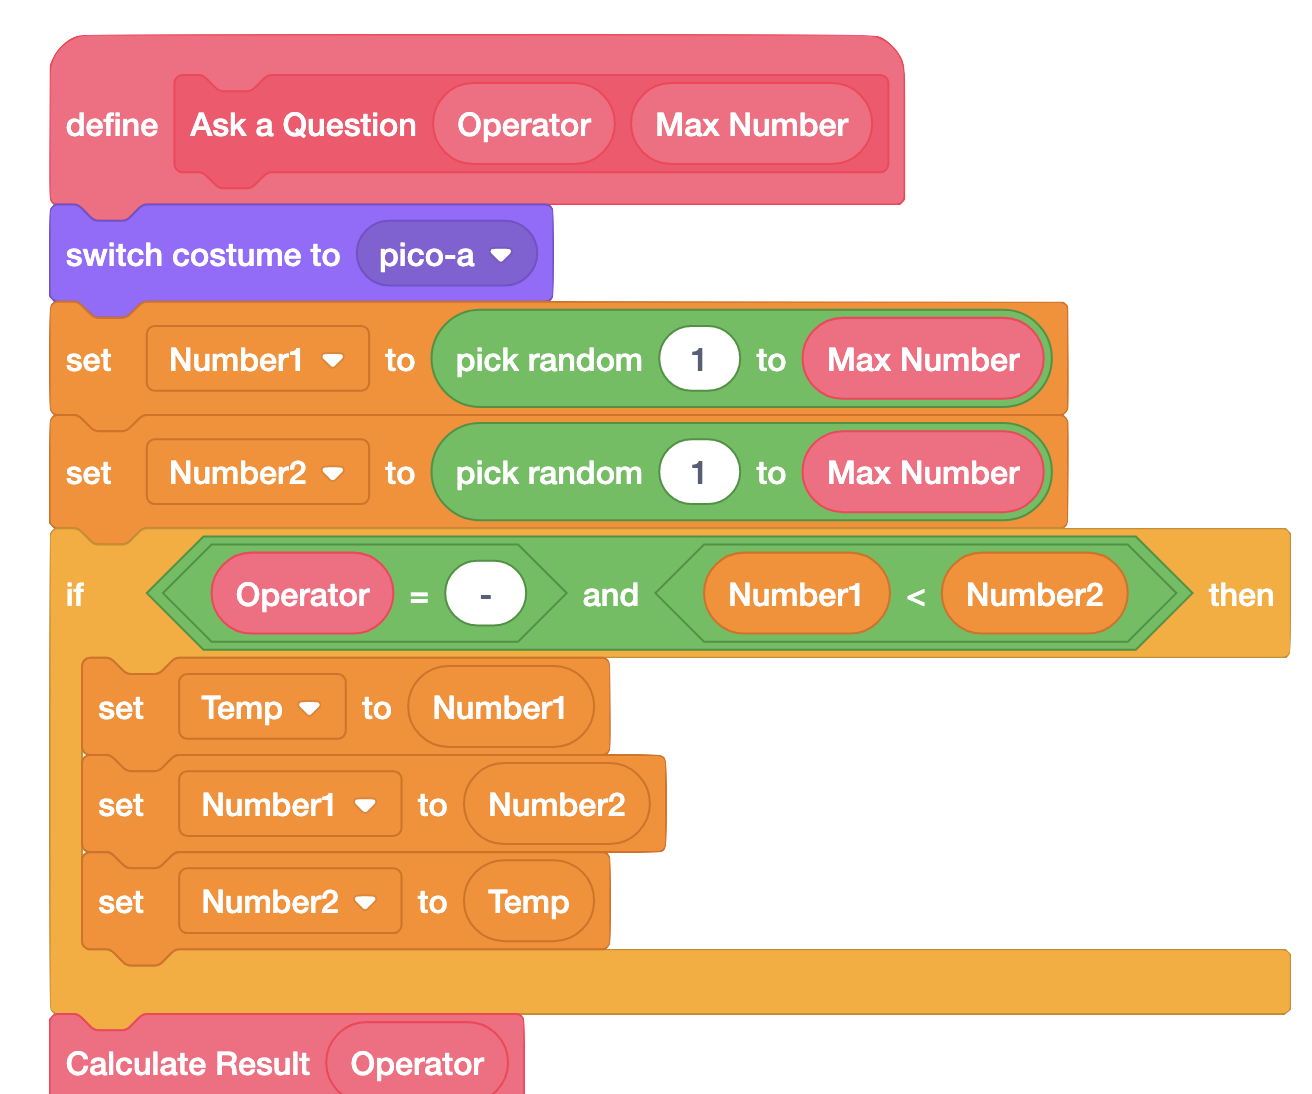 define Ask a Question Operator Max Number
switch costume to pico-a
set Number1 to pick random 1 to Max Number
set Number2 to pick random 1 to Max Number
if Operator = - and Number1 < Number2 then
set Temp to Number1
set Number1 to Number2
set Number2 to Temp
Calculate Result Operator